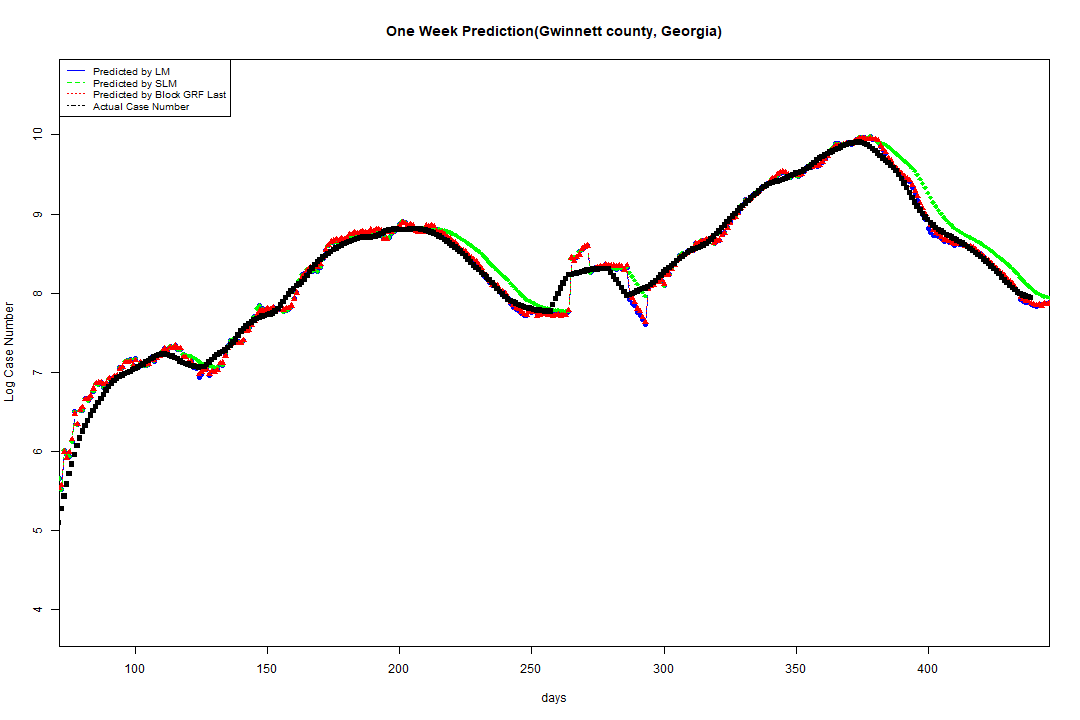 One Week Prediction(Gwinnett county, Georgia)
Predicted by LM
Predicted by SLM
Predicted by Block GRF Last
Actual Case Number
Log Case Number
10
9
8
7
6
5
4
100 150 200 250 300 350 400
days